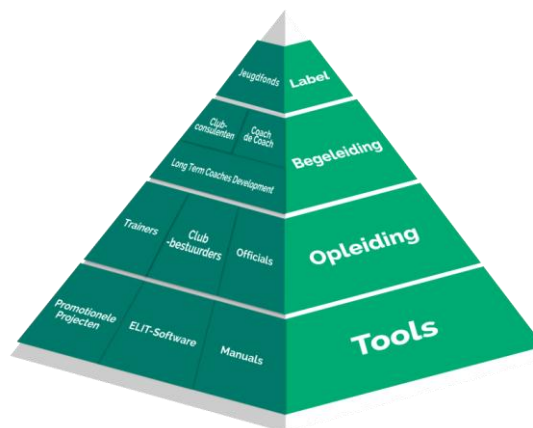 Jeugdfonds
Label
Club-
consulenten
Coach
de Coach
Long Term Coaches Development
Begeleiding
Trainers
Club
-bestuurders
Officials
Opleiding
Promotionele
Projecten
ELIT-Software
Manuals
Tools